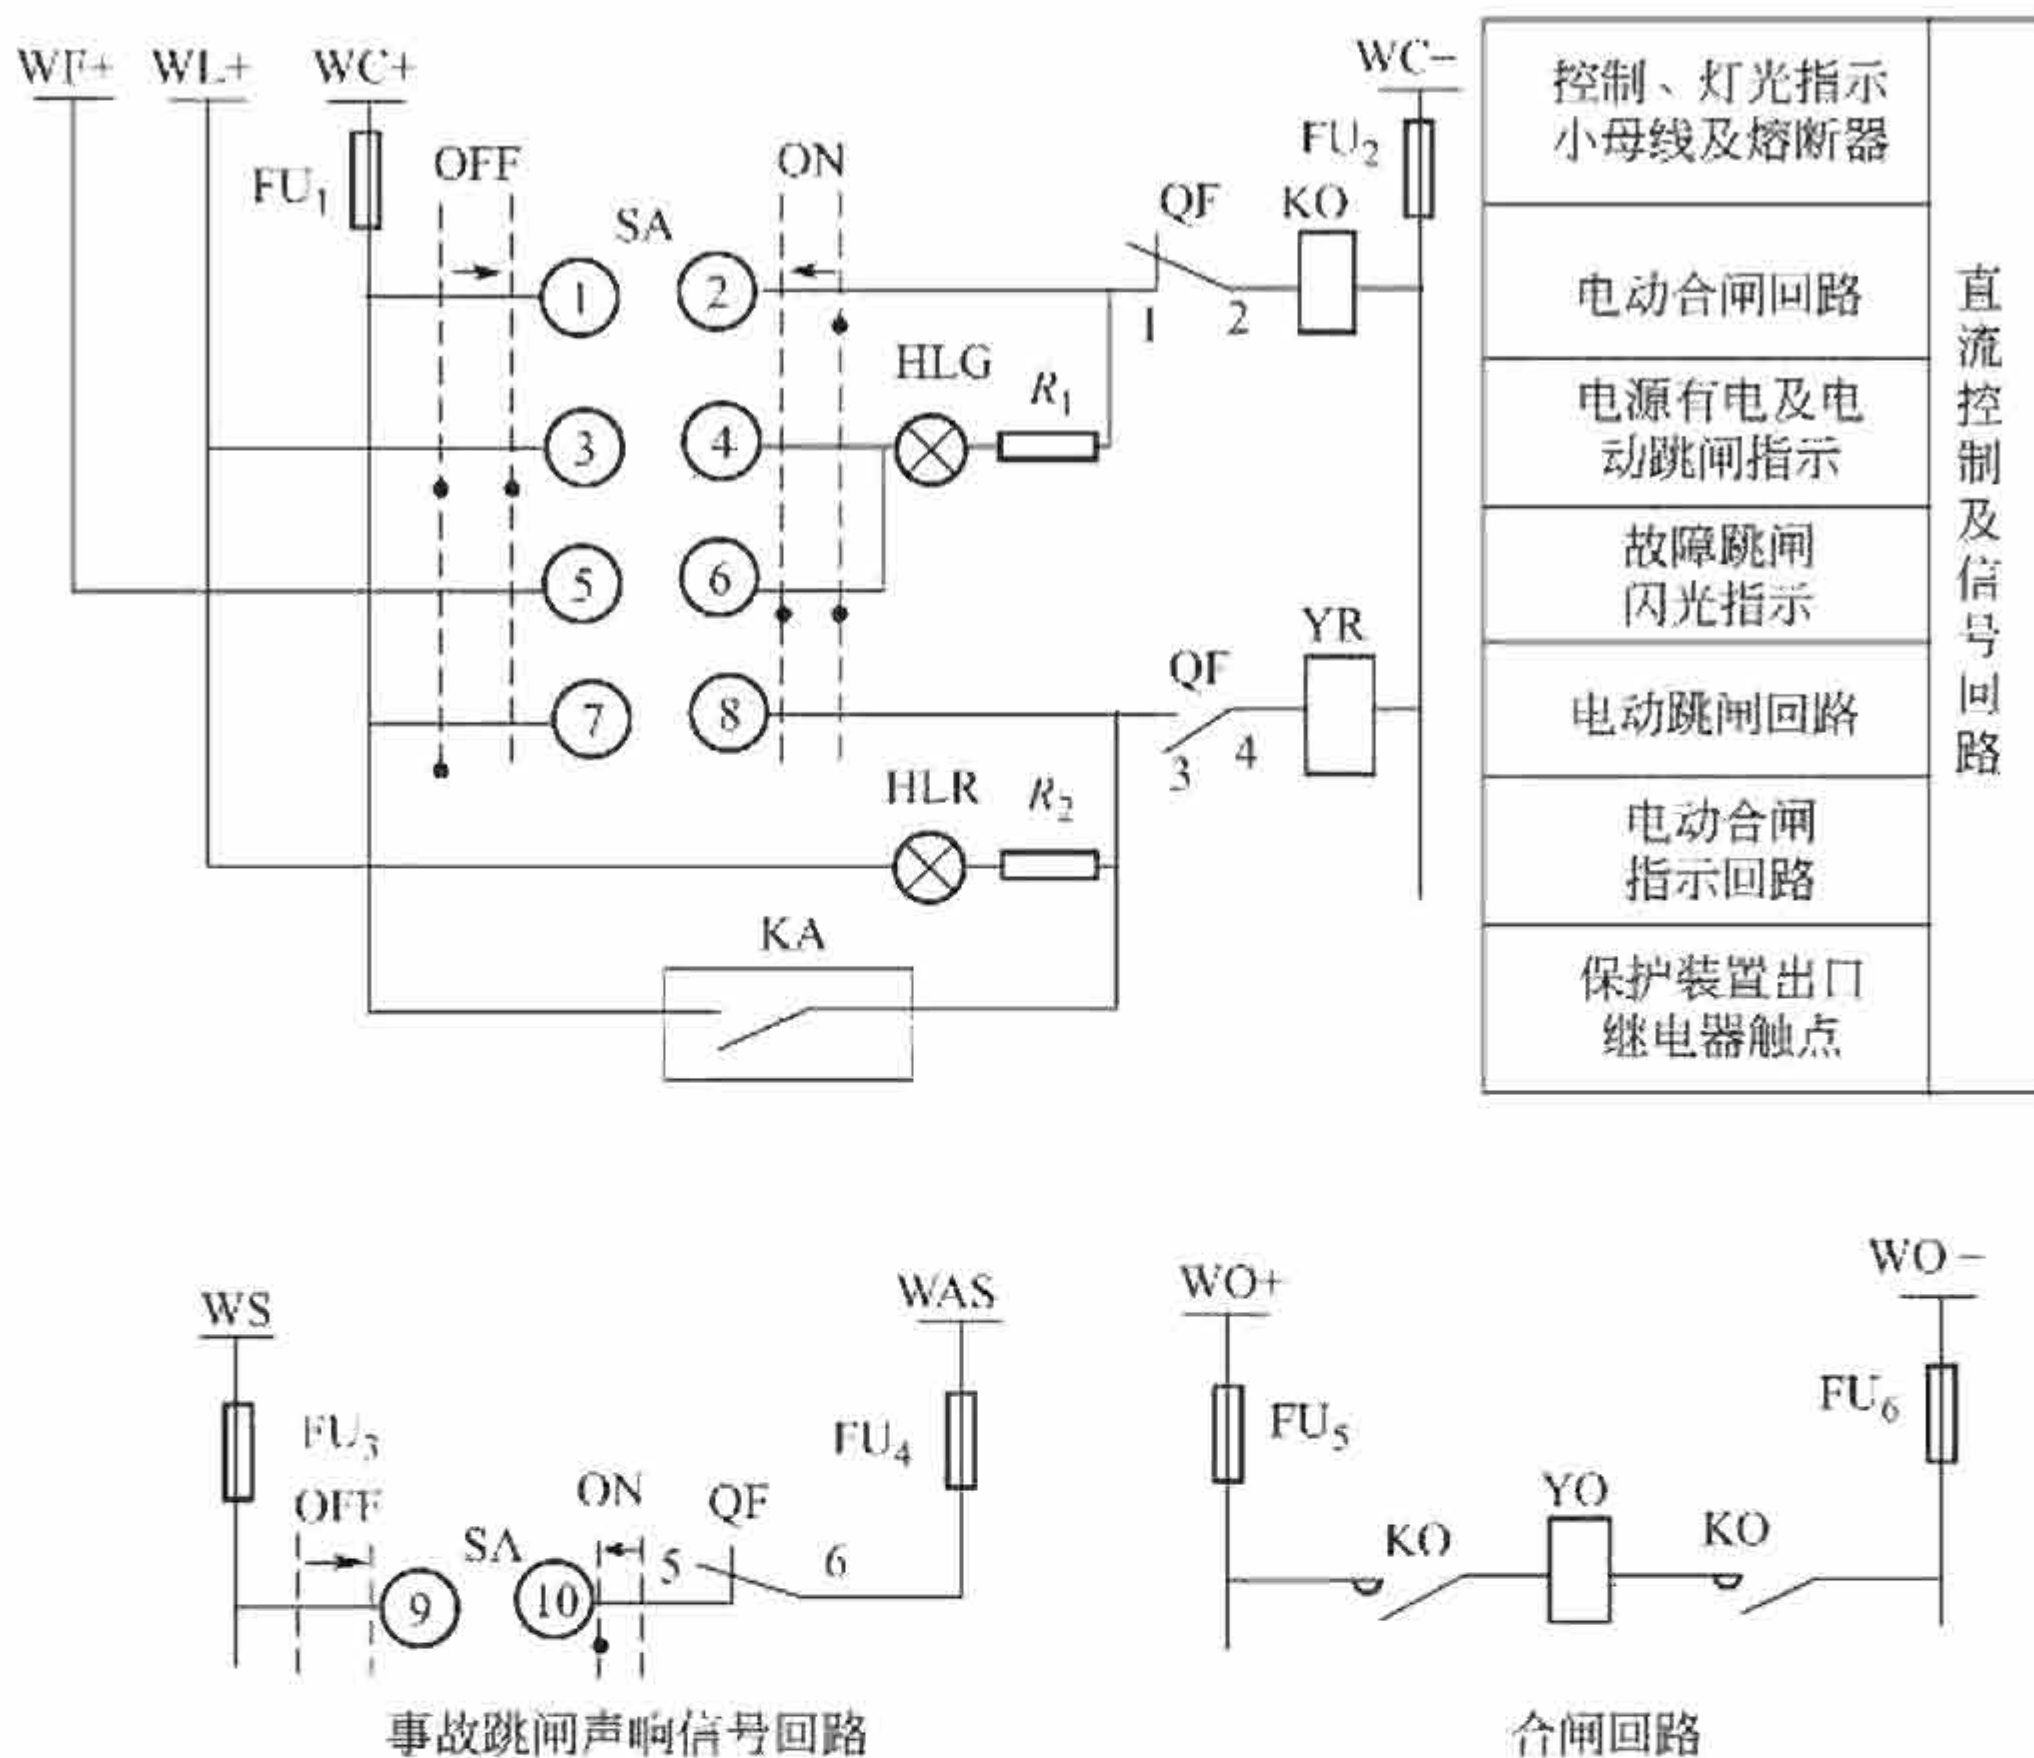 WF+ WL+ WC+ WC−
FU₁ OFF SA ON QF KO FU₂
1 2 1 2
HLG R₁
3 4
5 6
YR
QF
7 8 3 4
HLR R₂
KA
控制、灯光指示
小母线及熔断器
电动合闸回路
电源有电及电
动跳闸指示
故障跳闸
闪光指示
电动跳闸回路
电动合闸
指示回路
保护装置出口
继电器触点
直流控制及信号回路
WS WAS
FU₃ FU₄
OFF SA ON QF
5 6
9 10
事故跳闸声响信号回路
WO+ WO−
FU₅ FU₆
KO YO KO
合闸回路